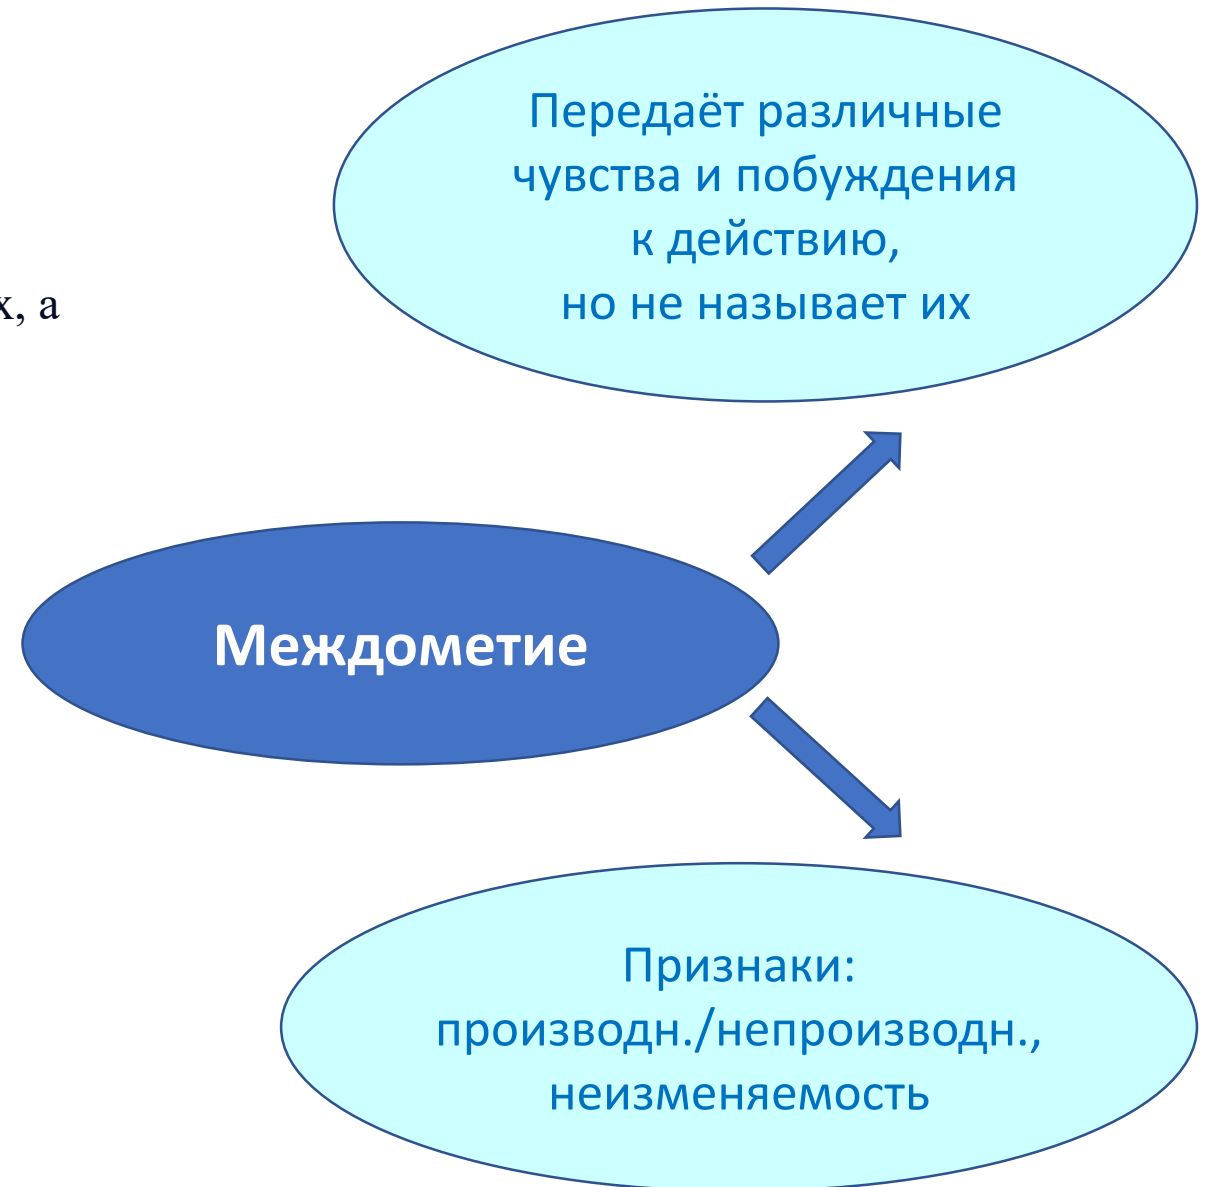 Передаёт различные
чувства и побуждения
к действию,
но не называет их
х, а
Междометие
Признаки:
производн./непроизводн.,
неизменяемость